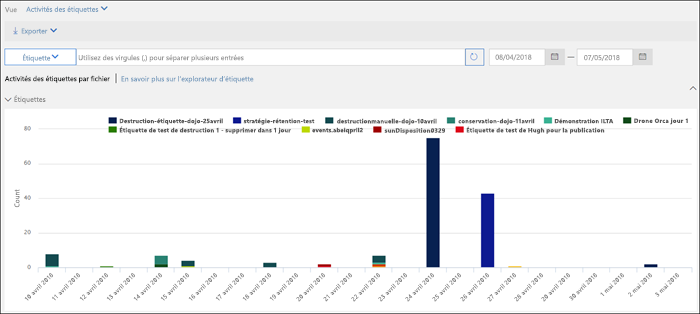 Vue Activités des étiquettes
Exporter
Étiquette Utilisez des virgules (,) pour séparer plusieurs entrées 08/04/2018 — 07/05/2018
Activités des étiquettes par fichier En savoir plus sur l'explorateur d'étiquette
Étiquettes
Destruction-étiquette-dojo-25avril stratégie-rétention-test destructionmanuelle-dojo-10avril conservation-dojo-11avril Démonstration ILTA Drone Orca jour 1
Étiquette de test de destruction 1 - supprimer dans 1 jour events.abelqpril2 sunDisposition0329 Étiquette de test de Hugh pour la publication
80
60
40
20
0
Count
10 avril 2018 11 avril 2018 12 avril 2018 13 avril 2018 14 avril 2018 15 avril 2018 16 avril 2018 17 avril 2018 18 avril 2018 19 avril 2018 20 avril 2018 21 avril 2018 22 avril 2018 23 avril 2018 24 avril 2018 25 avril 2018 26 avril 2018 27 avril 2018 28 avril 2018 29 avril 2018 30 avril 2018 1 mai 2018 2 mai 2018 3 mai 2018